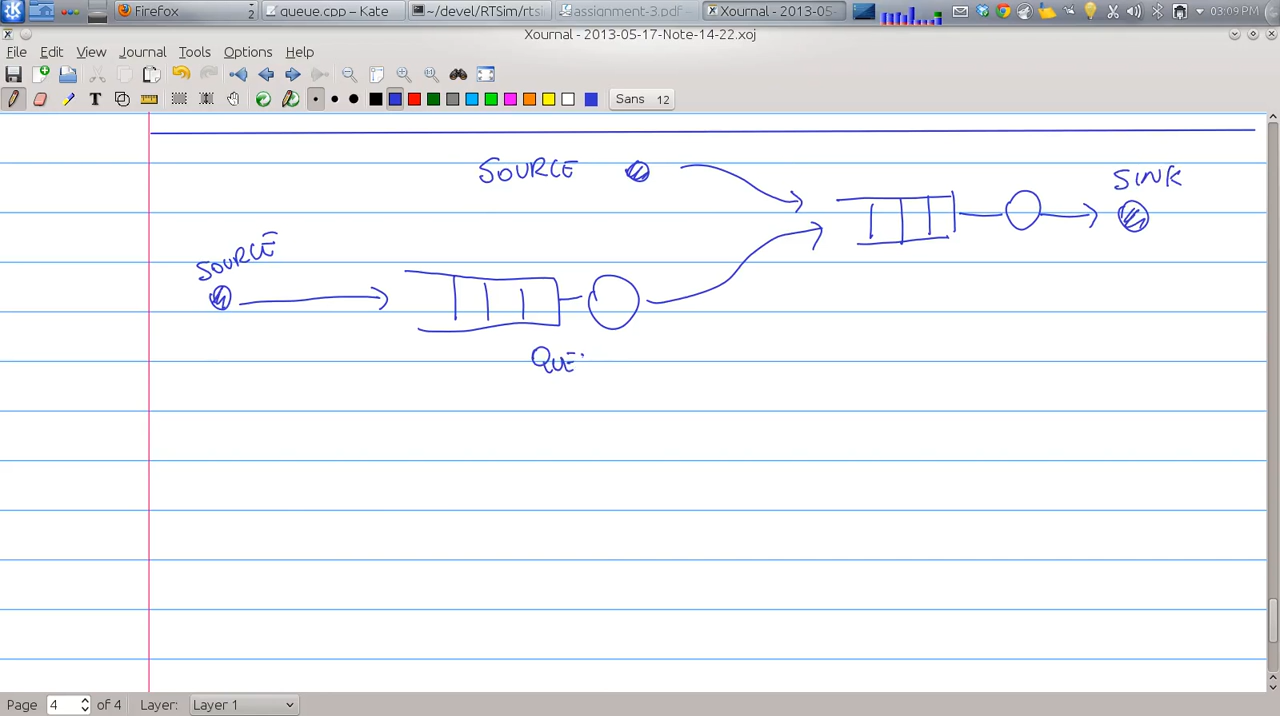 Firefox
2
queue.cpp – Kate
~/devel/RTSim/rtsi
assignment-3.pdf –
Xournal - 2013-05-
03:09 PM
Xournal - 2013-05-17-Note-14-22.xoj
File Edit View Journal Tools Options Help
Sans 12
SOURCE
SINK
SOURCE
QUE
Page 4 of 4 Layer: Layer 1